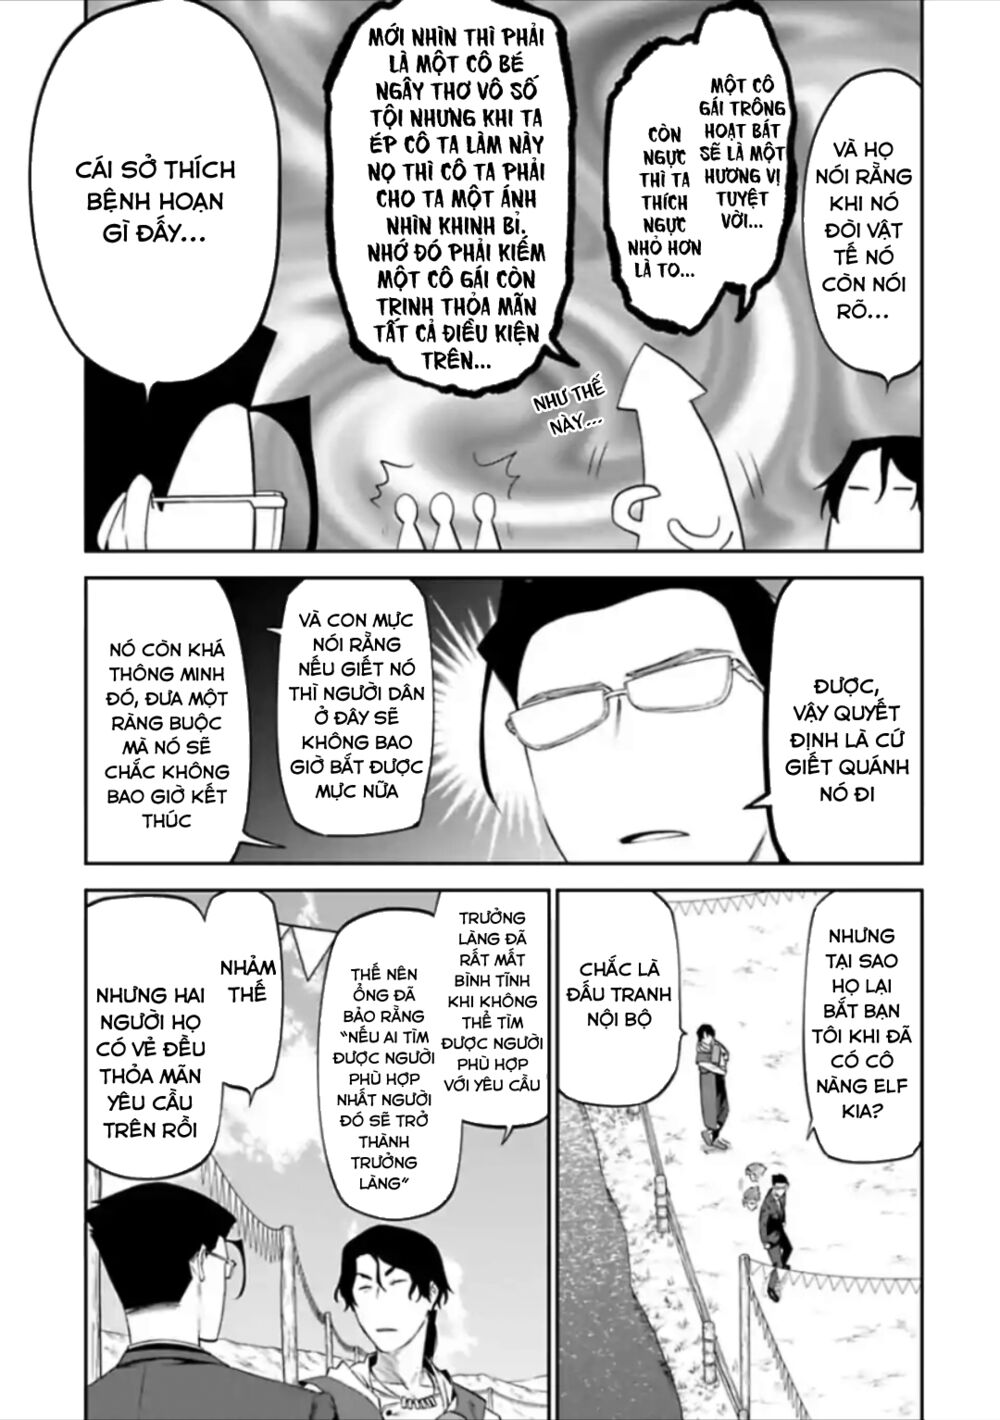 VÀ HỌ
NÓI RẰNG
KHI NÓ
ĐÒI VẬT
TẾ NÓ
CÒN NÓI
RÕ...
MỘT CÔ
GÁI TRÔNG
HOẠT BÁT
SẼ LÀ MỘT
HƯƠNG VỊ
TUYỆT
VỜI...
CÒN
NGỰC
THÌ TA
THÍCH
NGỰC
NHỎ HƠN
LÀ TO...
MỚI NHÌN THÌ PHẢI
LÀ MỘT CÔ BÉ
NGÂY THƠ VÔ SỐ
TỘI NHƯNG KHI TA
ÉP CÔ TA LÀM NÀY
NỌ THÌ CÔ TA PHẢI
CHO TA MỘT ÁNH
NHÌN KHINH BỈ.
NHỚ ĐÓ PHẢI KIẾM
MỘT CÔ GÁI CÒN
TRINH THỎA MÃN
TẤT CẢ ĐIỀU KIỆN
TRÊN...
NHƯ THẾ
NÀY...
CÁI SỞ THÍCH
BỆNH HOẠN
GÌ ĐẤY...
ĐƯỢC,
VẬY QUYẾT
ĐỊNH LÀ CỨ
GIẾT QUÁNH
NÓ ĐI
VÀ CON MỰC
NÓI RẰNG
NẾU GIẾT NÓ
THÌ NGƯỜI DÂN
Ở ĐÂY SẼ
KHÔNG BAO
GIỜ BẮT ĐƯỢC
MỰC NỮA
NÓ CÒN KHÁ
THÔNG MINH
ĐÓ, ĐƯA MỘT
RÀNG BUỘC
MÀ NÓ SẼ
CHẮC KHÔNG
BAO GIỜ KẾT
THÚC
NHƯNG
TẠI SAO
HỌ LẠI
BẮT BẠN
TÔI KHI ĐÃ
CÓ CÔ
NÀNG ELF
KIA?
CHẮC LÀ
ĐẤU TRANH
NỘI BỘ
TRƯỞNG
LÀNG ĐÃ
RẤT MẤT
BÌNH TĨNH
KHI KHÔNG
THỂ TÌM
ĐƯỢC NGƯỜI
PHÙ HỢP
VỚI YÊU CẦU
THẾ NÊN
ỔNG ĐÃ
BẢO RẰNG
"NẾU AI TÌM
ĐƯỢC NGƯỜI
PHÙ HỢP
NHẤT NGƯỜI
ĐÓ SẼ TRỞ
THÀNH
TRƯỞNG
LÀNG"
NHẢM
THẾ
NHƯNG HAI
NGƯỜI HỌ
CÓ VẺ ĐỀU
THỎA MÃN
YÊU CẦU
TRÊN RỒI